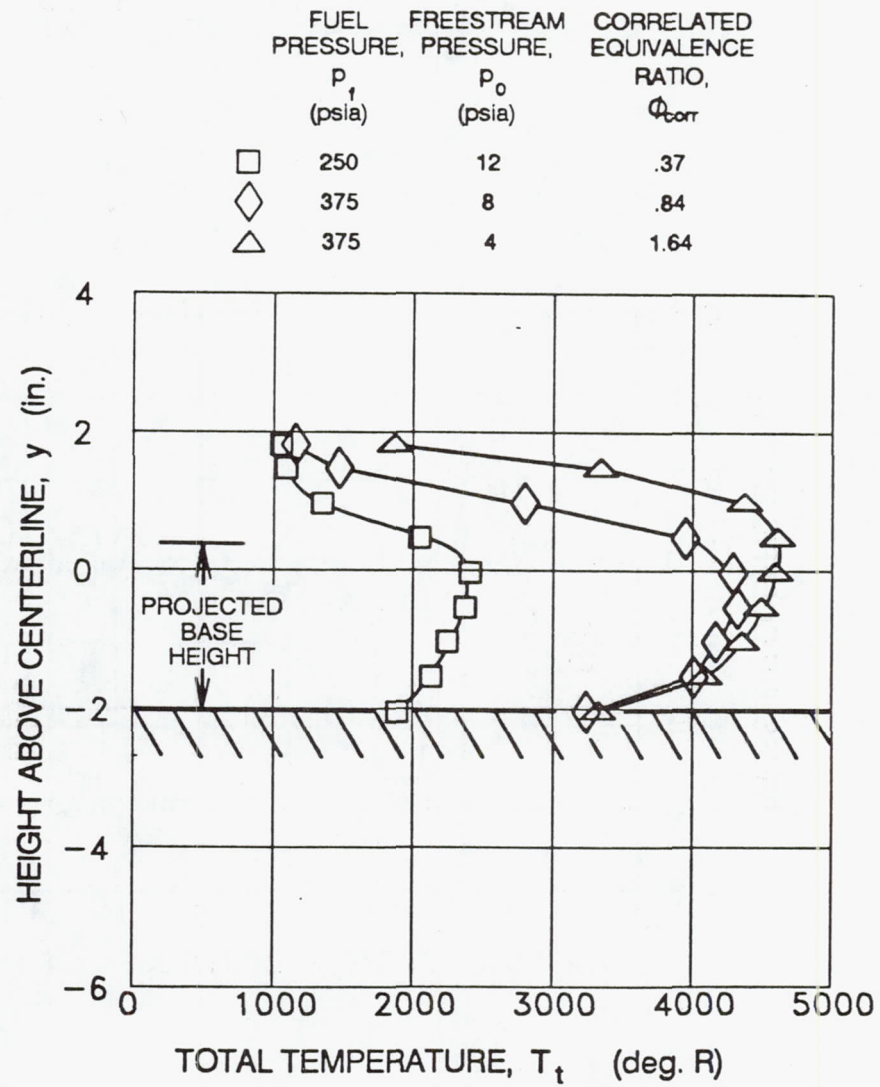 FUEL FREESTREAM CORRELATED
PRESSURE, PRESSURE, EQUIVALENCE
p_f p_o RATIO,
(psia) (psia) ϕcorr
250 12 .37
375 8 .84
375 4 1.64
4
2
0
−2
−4
−6
HEIGHT ABOVE CENTERLINE, y (in.)
PROJECTED
BASE
HEIGHT
0 1000 2000 3000 4000 5000
TOTAL TEMPERATURE, T_t (deg. R)